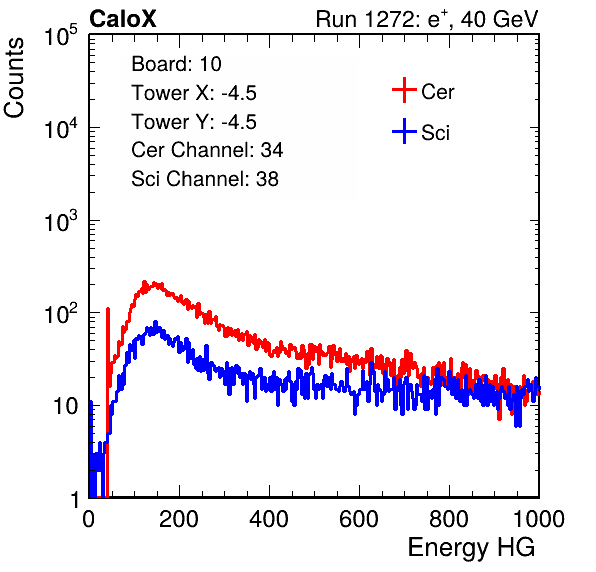 CaloX Run 1272: e⁺, 40 GeV
Counts
10⁵
10⁴
10³
10²
10
1
Board: 10
Tower X: -4.5
Tower Y: -4.5
Cer Channel: 34
Sci Channel: 38
Cer
Sci
0 200 400 600 800 1000
Energy HG